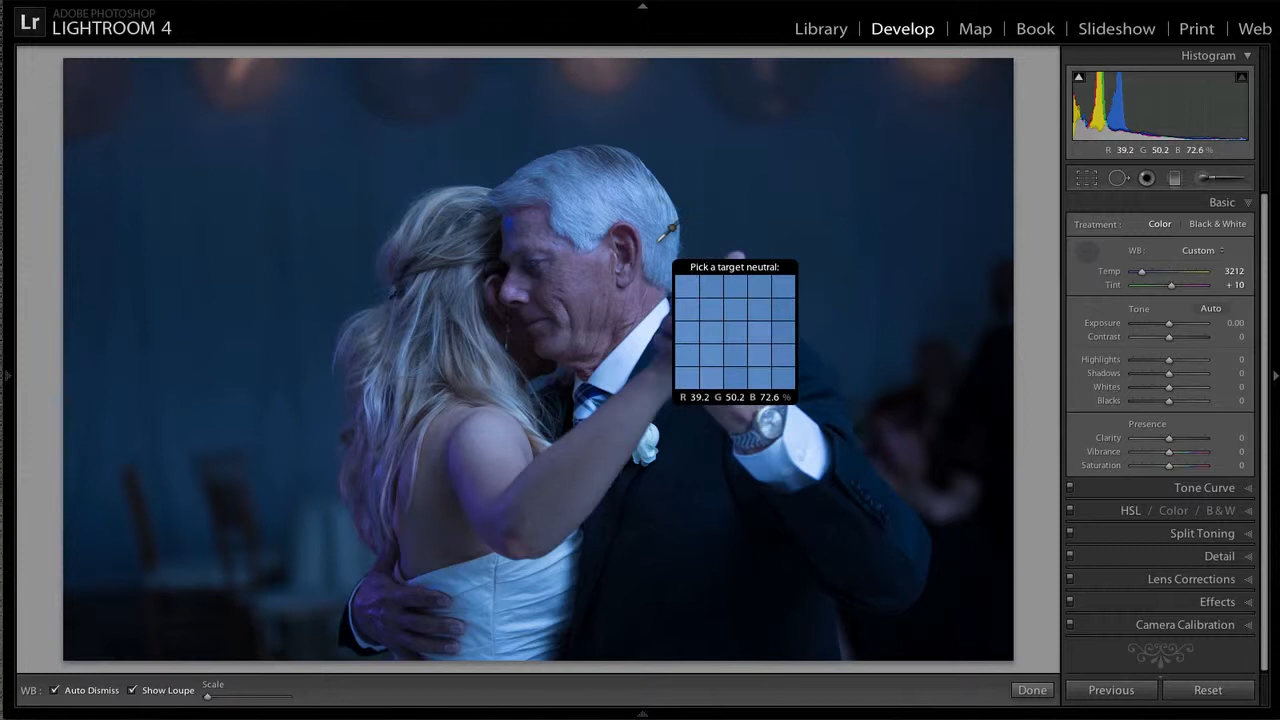 Lr
ADOBE PHOTOSHOP
LIGHTROOM 4
Library | Develop | Map | Book | Slideshow | Print | Web
Histogram
R 39.2 G 50.2 B 72.6 %
Basic
Treatment : Color | Black & White
WB : Custom
Temp 3212
Tint + 10
Tone Auto
Exposure 0.00
Contrast 0
Highlights 0
Shadows 0
Whites 0
Blacks 0
Presence
Clarity 0
Vibrance 0
Saturation 0
Tone Curve
HSL / Color / B & W
Split Toning
Detail
Lens Corrections
Effects
Camera Calibration
Previous Reset
Pick a target neutral:
R 39.2 G 50.2 B 72.6 %
WB : Auto Dismiss Show Loupe Scale
Done